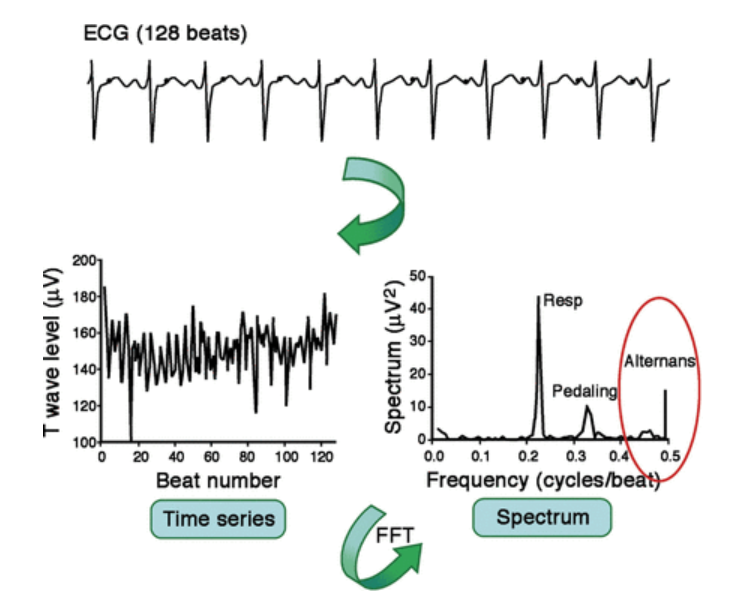 ECG (128 beats)
T wave level (μV)
200
180
160
140
120
100
0 20 40 60 80 100 120
Beat number
Time series
Spectrum (μV2)
50
40
30
20
10
0
Resp
Pedaling
Alternans
0.0 0.1 0.2 0.3 0.4 0.5
Frequency (cycles/beat)
Spectrum
FFT